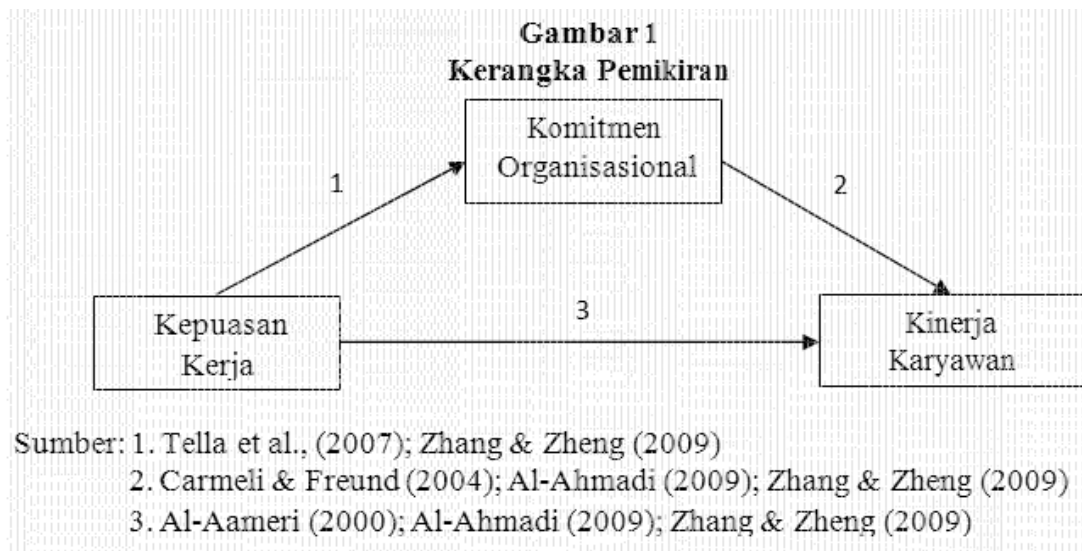 Gambar 1
Kerangka Pemikiran
Komitmen
Organisasional
1
2
3
Kepuasan
Kerja
Kinerja
Karyawan
Sumber: 1. Tella et al., (2007); Zhang & Zheng (2009)
2. Carmeli & Freund (2004); Al-Ahmadi (2009); Zhang & Zheng (2009)
3. Al-Aameri (2000); Al-Ahmadi (2009); Zhang & Zheng (2009)